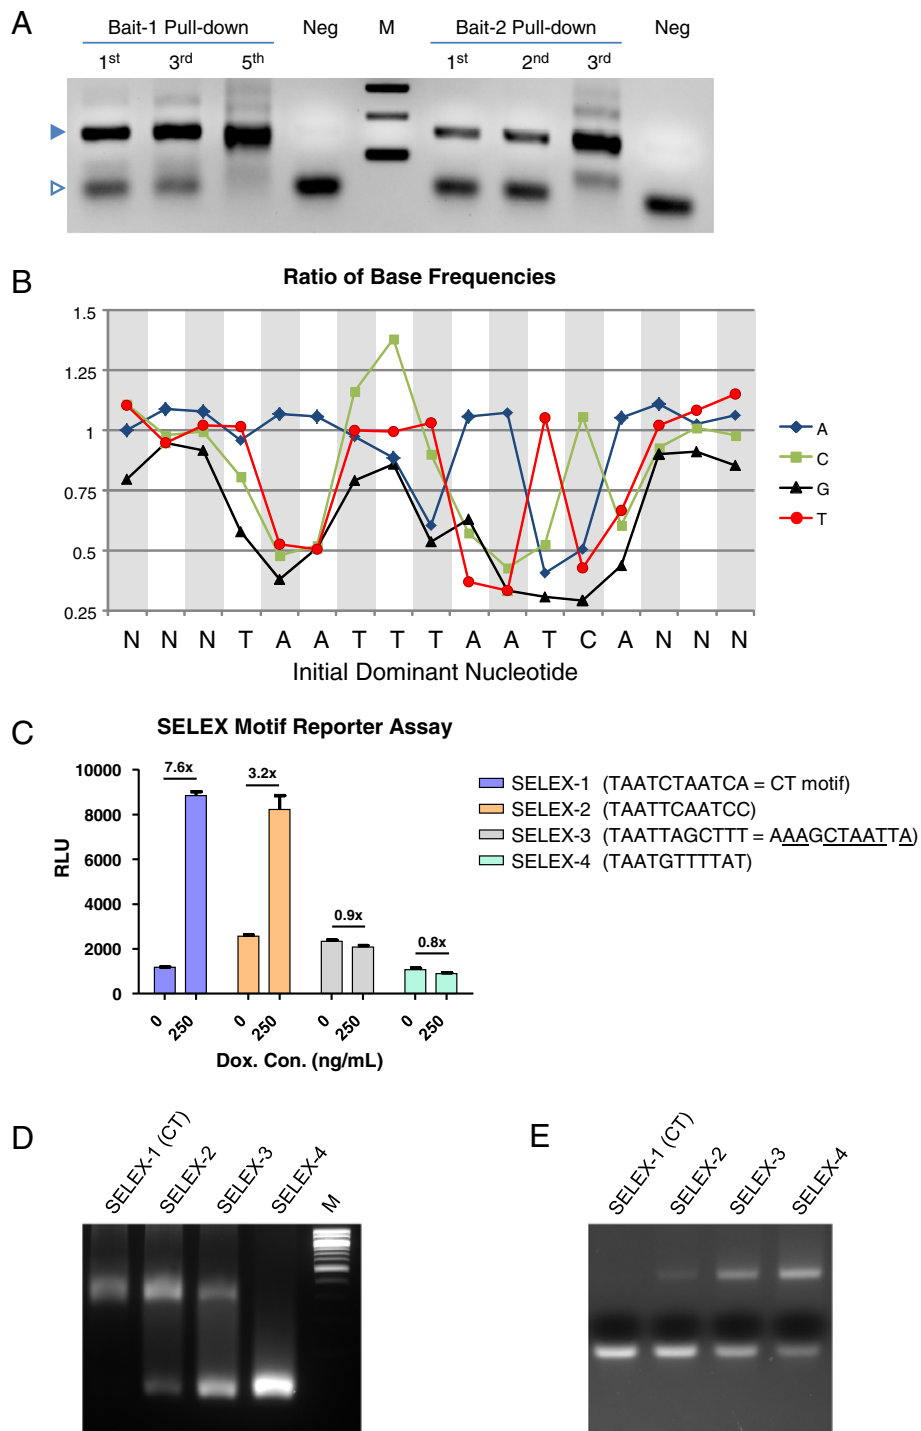 A
Bait-1 Pull-down Neg M Bait-2 Pull-down Neg
1st 3rd 5th 1st 2nd 3rd
B
Ratio of Base Frequencies
1.5
1.25
1
0.75
0.5
0.25
A
C
G
T
N N N T A A T T T A A T C A N N N
Initial Dominant Nucleotide
C
SELEX Motif Reporter Assay
RLU
10000
8000
6000
4000
2000
0
7.6x
3.2x
0.9x
0.8x
0 250 0 250 0 250 0 250
Dox. Con. (ng/mL)
SELEX-1 (TAATCTAATCA = CT motif)
SELEX-2 (TAATTCAATCC)
SELEX-3 (TAATTAGCTTT = AAAGCTAATTA)
SELEX-4 (TAATGTTTTAT)
D
SELEX-1 (CT)
SELEX-2
SELEX-3
SELEX-4
M
E
SELEX-1 (CT)
SELEX-2
SELEX-3
SELEX-4